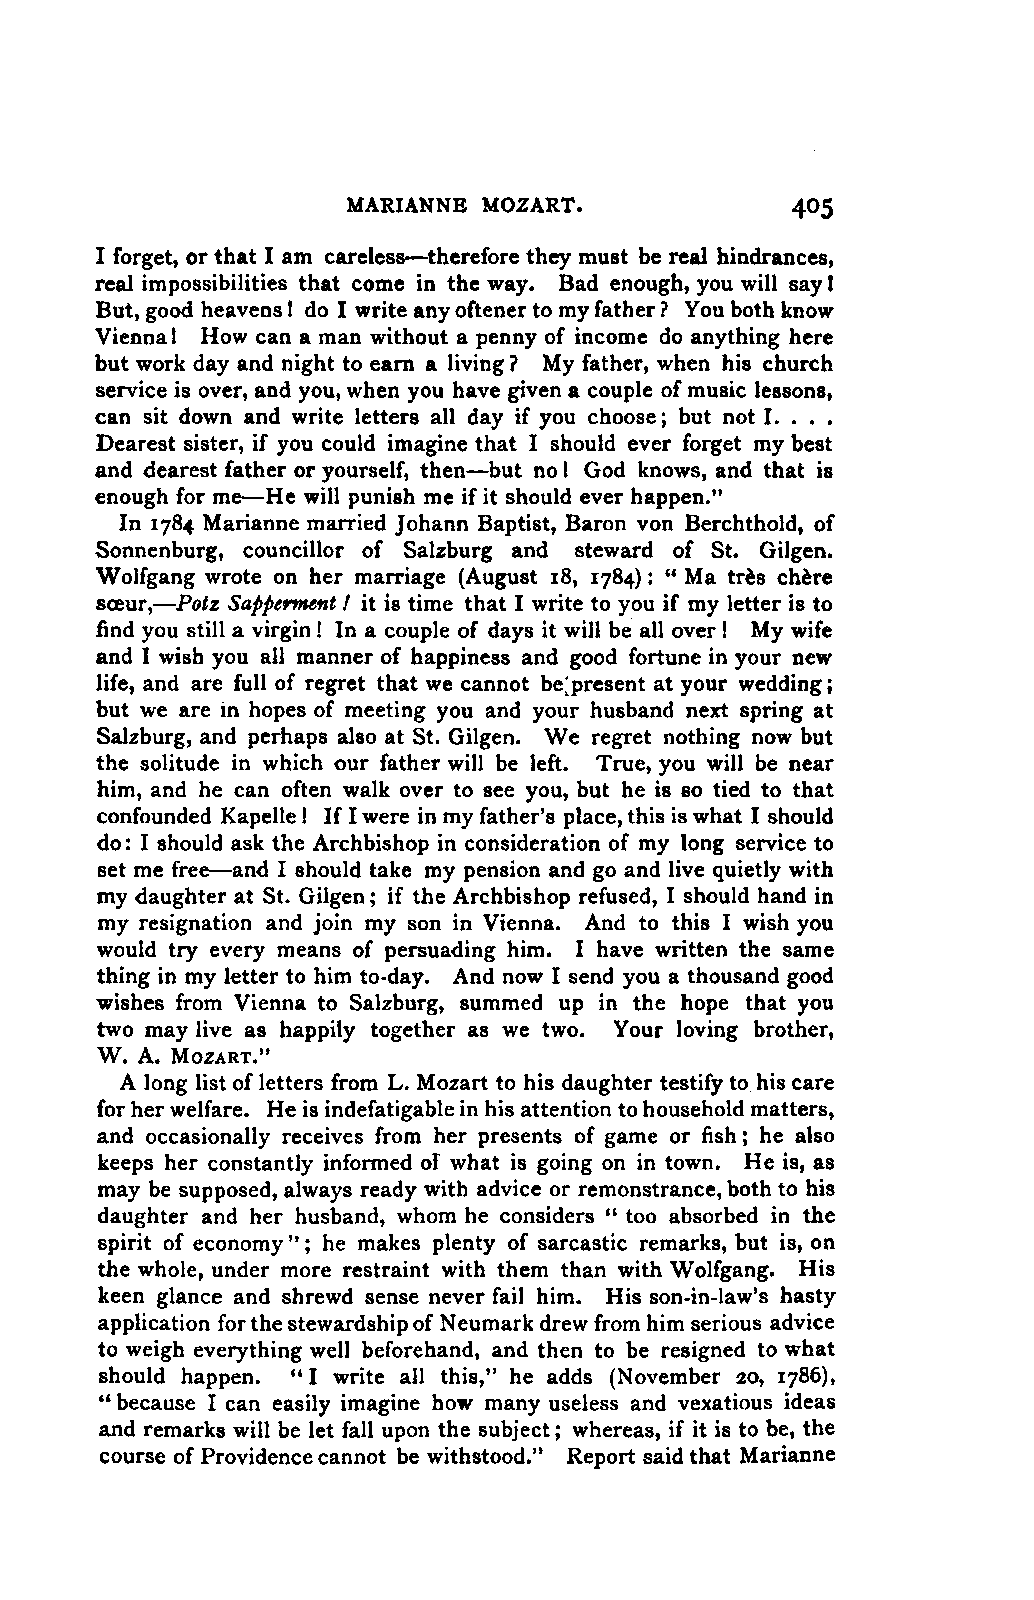 MARIANNE MOZART. 405
I forget, or that I am careless—therefore they must be real hindrances,
real impossibilities that come in the way. Bad enough, you will say!
But, good heavens! do I write any oftener to my father? You both know
Vienna! How can a man without a penny of income do anything here
but work day and night to earn a living? My father, when his church
service is over, and you, when you have given a couple of music lessons,
can sit down and write letters all day if you choose; but not I. . . .
Dearest sister, if you could imagine that I should ever forget my best
and dearest father or yourself, then—but no! God knows, and that is
enough for me—He will punish me if it should ever happen."
In 1784 Marianne married Johann Baptist, Baron von Berchthold, of
Sonnenburg, councillor of Salzburg and steward of St. Gilgen.
Wolfgang wrote on her marriage (August 18, 1784): "Ma très chère
sœur,—Potz Sapperment! it is time that I write to you if my letter is to
find you still a virgin! In a couple of days it will be all over! My wife
and I wish you all manner of happiness and good fortune in your new
life, and are full of regret that we cannot be present at your wedding;
but we are in hopes of meeting you and your husband next spring at
Salzburg, and perhaps also at St. Gilgen. We regret nothing now but
the solitude in which our father will be left. True, you will be near
him, and he can often walk over to see you, but he is so tied to that
confounded Kapelle! If I were in my father's place, this is what I should
do: I should ask the Archbishop in consideration of my long service to
set me free—and I should take my pension and go and live quietly with
my daughter at St. Gilgen; if the Archbishop refused, I should hand in
my resignation and join my son in Vienna. And to this I wish you
would try every means of persuading him. I have written the same
thing in my letter to him to-day. And now I send you a thousand good
wishes from Vienna to Salzburg, summed up in the hope that you
two may live as happily together as we two. Your loving brother,
W. A. MOZART."
A long list of letters from L. Mozart to his daughter testify to his care
for her welfare. He is indefatigable in his attention to household matters,
and occasionally receives from her presents of game or fish; he also
keeps her constantly informed of what is going on in town. He is, as
may be supposed, always ready with advice or remonstrance, both to his
daughter and her husband, whom he considers "too absorbed in the
spirit of economy"; he makes plenty of sarcastic remarks, but is, on
the whole, under more restraint with them than with Wolfgang. His
keen glance and shrewd sense never fail him. His son-in-law's hasty
application for the stewardship of Neumark drew from him serious advice
to weigh everything well beforehand, and then to be resigned to what
should happen. "I write all this," he adds (November 20, 1786),
"because I can easily imagine how many useless and vexatious ideas
and remarks will be let fall upon the subject; whereas, if it is to be, the
course of Providence cannot be withstood." Report said that Marianne